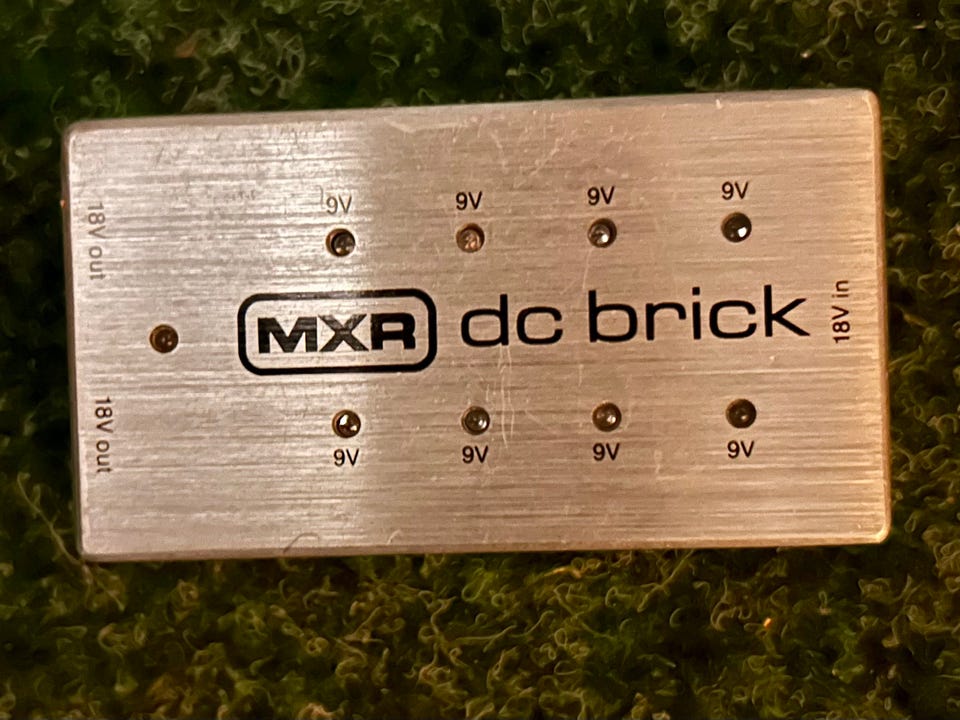 9V 9V 9V 9V
18V out
MXR dc brick
18V in
18V out
9V 9V 9V 9V